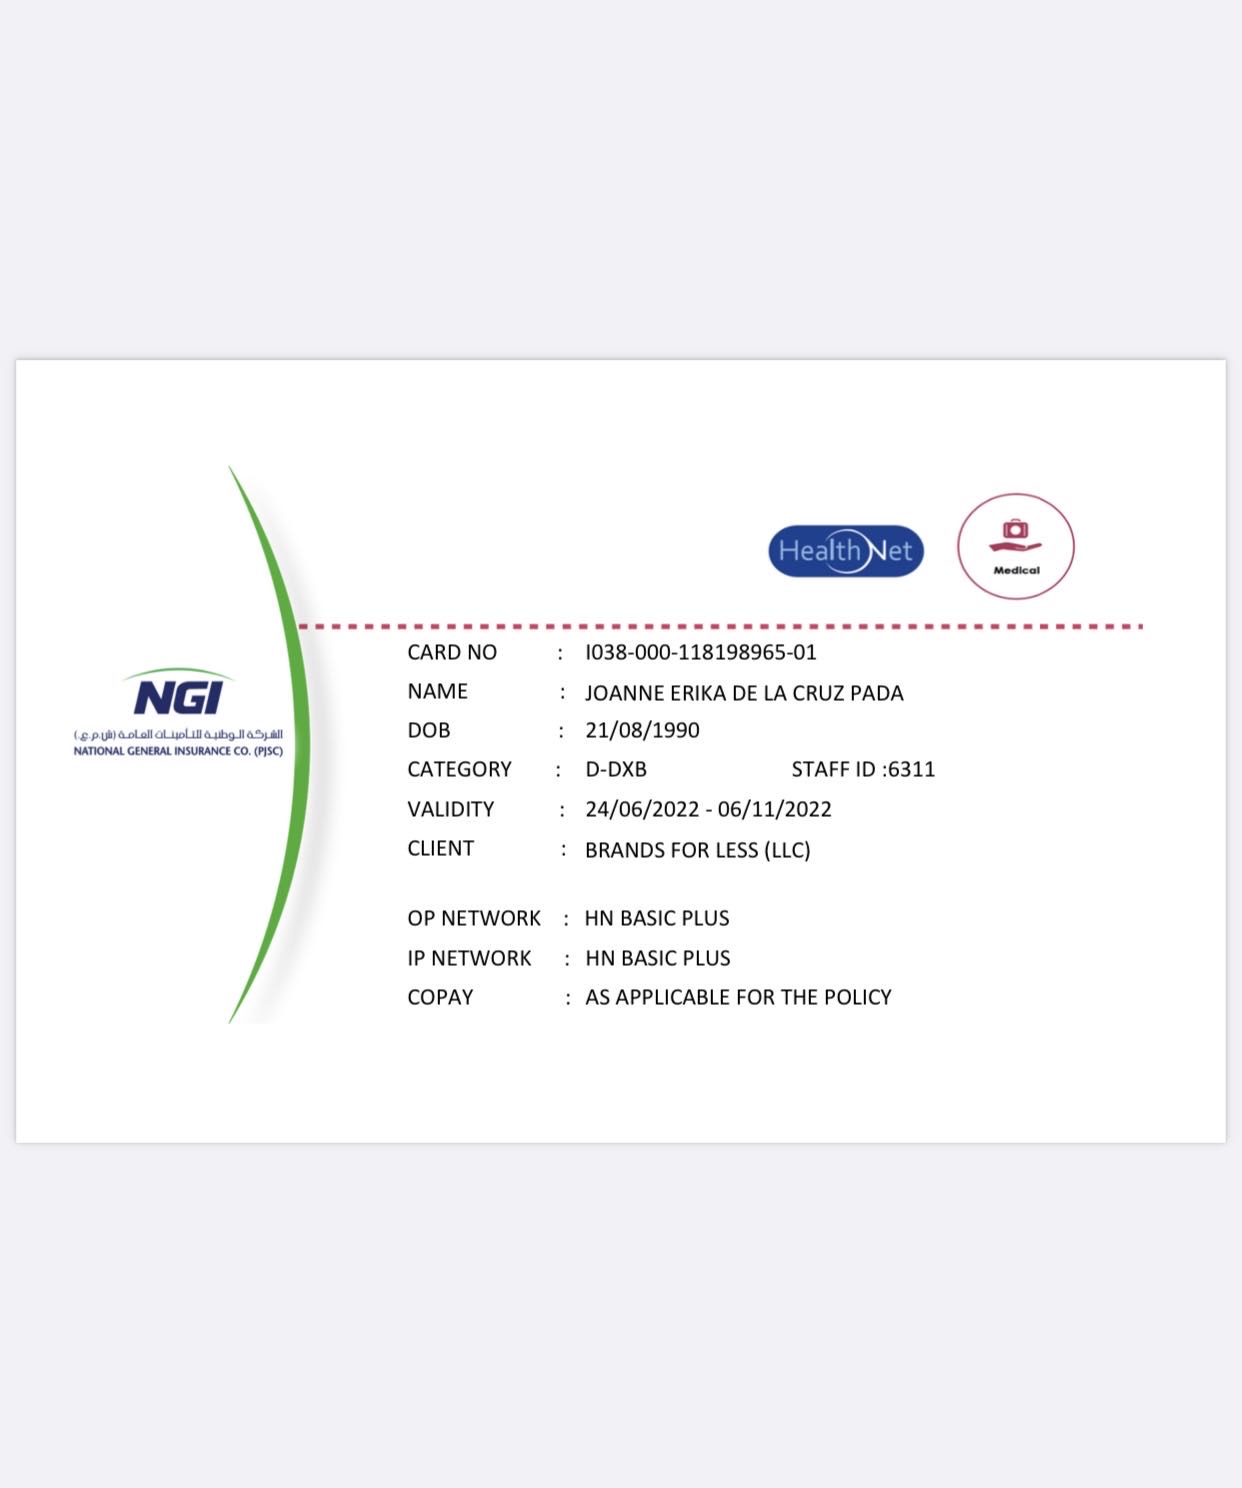 HealthNet
Medical
CARD NO : I038-000-118198965-01
NAME : JOANNE ERIKA DE LA CRUZ PADA
DOB : 21/08/1990
CATEGORY : D-DXB STAFF ID :6311
VALIDITY : 24/06/2022 - 06/11/2022
CLIENT : BRANDS FOR LESS (LLC)
OP NETWORK : HN BASIC PLUS
IP NETWORK : HN BASIC PLUS
COPAY : AS APPLICABLE FOR THE POLICY
NGI
الشركة الوطنية للتأمينات العامة (ش.م.ع.)
NATIONAL GENERAL INSURANCE CO. (PJSC)